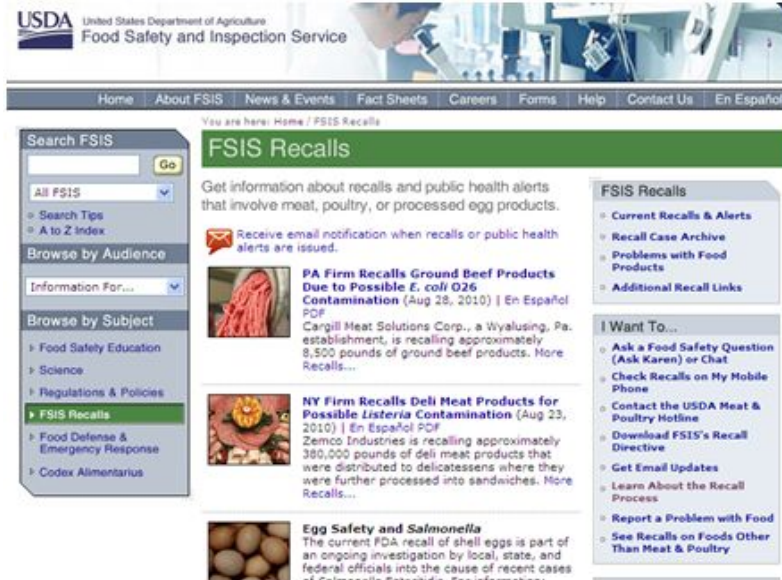 USDA
United States Department of Agriculture
Food Safety and Inspection Service
Home
About FSIS
News & Events
Fact Sheets
Careers
Forms
Help
Contact Us
En Español
You are here: Home / FSIS Recalls
Search FSIS
Go
All FSIS
Search Tips
A to Z Index
Browse by Audience
Information For...
Browse by Subject
Food Safety Education
Science
Regulations & Policies
FSIS Recalls
Food Defense &
Emergency Response
Codex Alimentarius
FSIS Recalls
Get information about recalls and public health alerts
that involve meat, poultry, or processed egg products.
Receive email notification when recalls or public health
alerts are issued.
PA Firm Recalls Ground Beef Products
Due to Possible E. coli O26
Contamination (Aug 28, 2010) | En Español
PDF
Cargill Meat Solutions Corp., a Wyalusing, Pa.
establishment, is recalling approximately
8,500 pounds of ground beef products. More
Recalls...
NY Firm Recalls Deli Meat Products for
Possible Listeria Contamination (Aug 23,
2010) | En Español PDF
Zemco Industries is recalling approximately
380,000 pounds of deli meat products that
were distributed to delicatessens where they
were further processed into sandwiches. More
Recalls...
Egg Safety and Salmonella
The current FDA recall of shell eggs is part of
an ongoing investigation by local, state, and
federal officials into the cause of recent cases
FSIS Recalls
Current Recalls & Alerts
Recall Case Archive
Problems with Food
Products
Additional Recall Links
I Want To...
Ask a Food Safety Question
(Ask Karen) or Chat
Check Recalls on My Mobile
Phone
Contact the USDA Meat &
Poultry Hotline
Download FSIS's Recall
Directive
Get Email Updates
Learn About the Recall
Process
Report a Problem with Food
See Recalls on Foods Other
Than Meat & Poultry